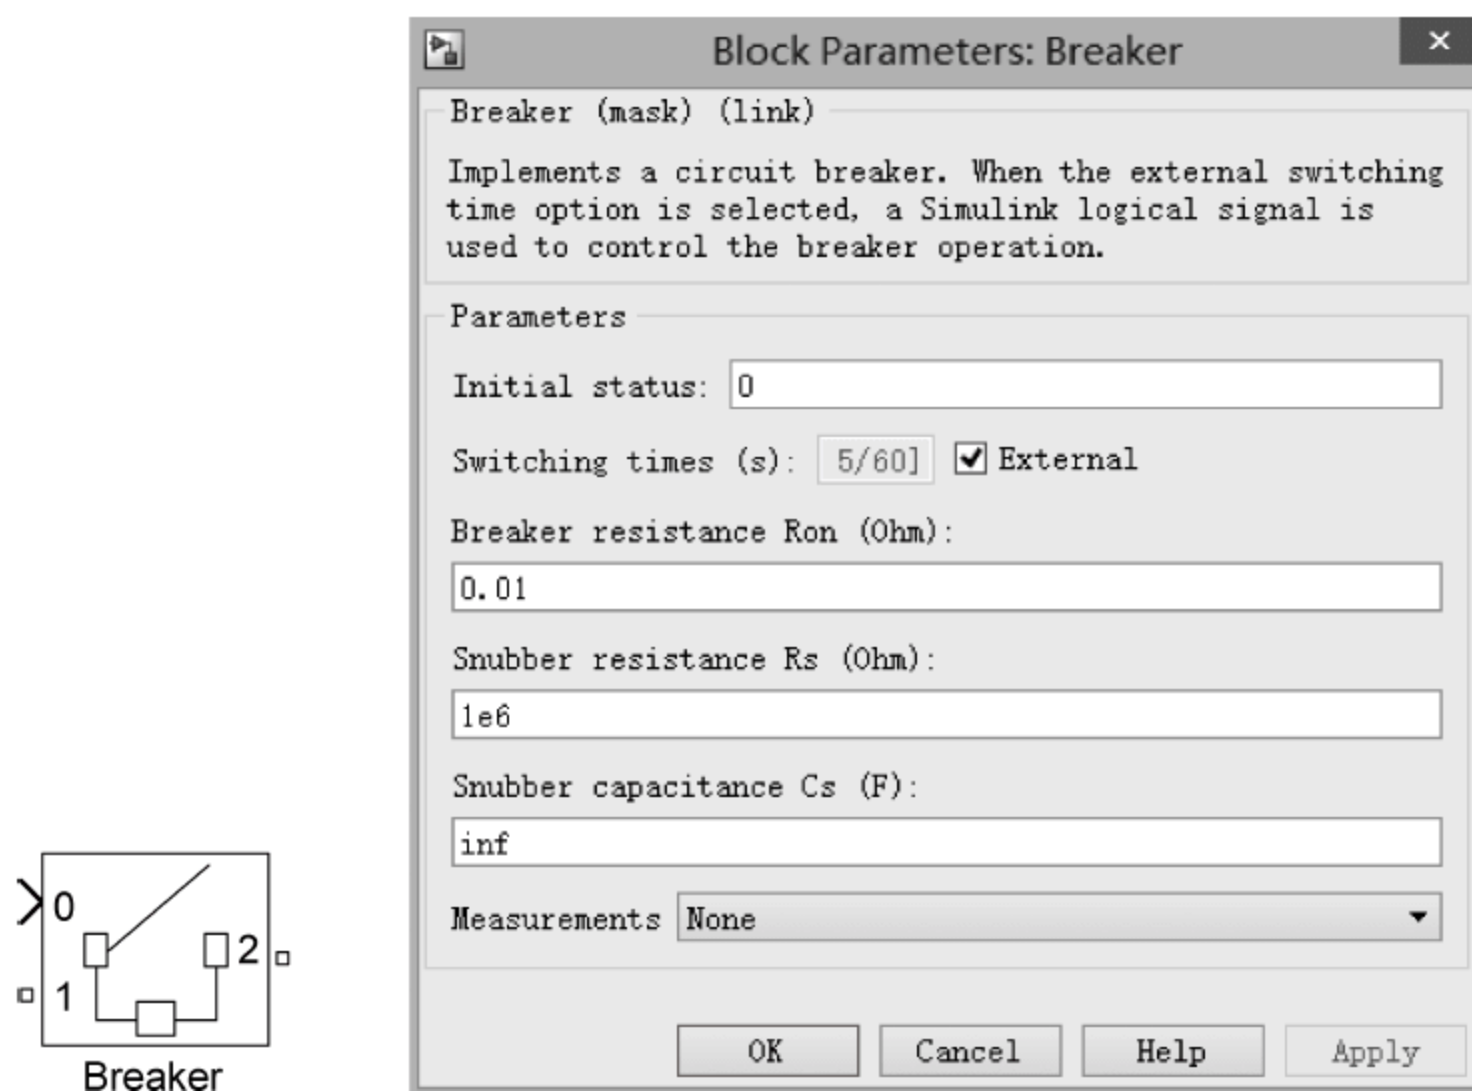 Block Parameters: Breaker
Breaker (mask) (link)
Implements a circuit breaker. When the external switching
time option is selected, a Simulink logical signal is
used to control the breaker operation.
Parameters
Initial status: 0
Switching times (s): 5/60] External
Breaker resistance Ron (Ohm):
0.01
Snubber resistance Rs (Ohm):
1e6
Snubber capacitance Cs (F):
inf
Measurements None
OK Cancel Help Apply
0
2
1
Breaker